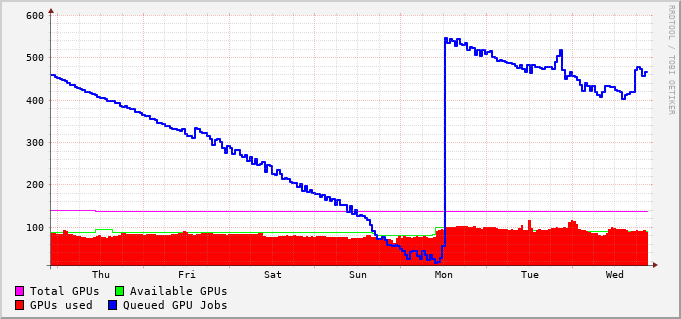 600
500
400
300
200
100
Thu Fri Sat Sun Mon Tue Wed
Total GPUs Available GPUs
GPUs used Queued GPU Jobs
RRDTOOL / TOBI OETIKER